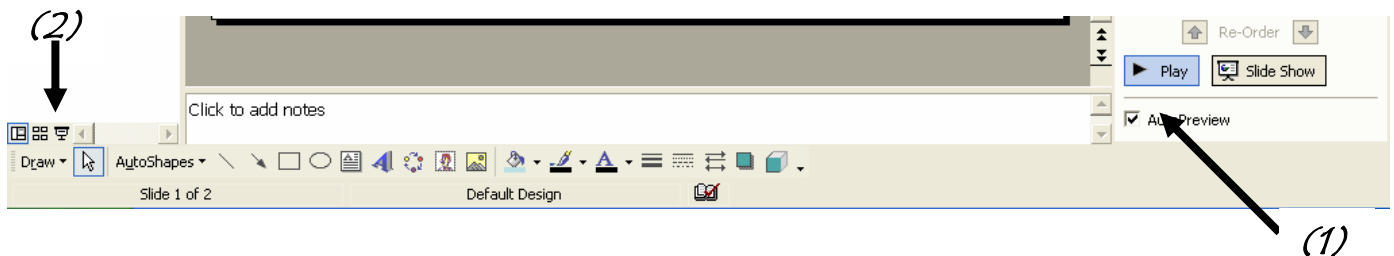 (2)
Re-Order
Play Slide Show
Click to add notes
AutoPreview
Draw AutoShapes A
Slide 1 of 2 Default Design
(1)